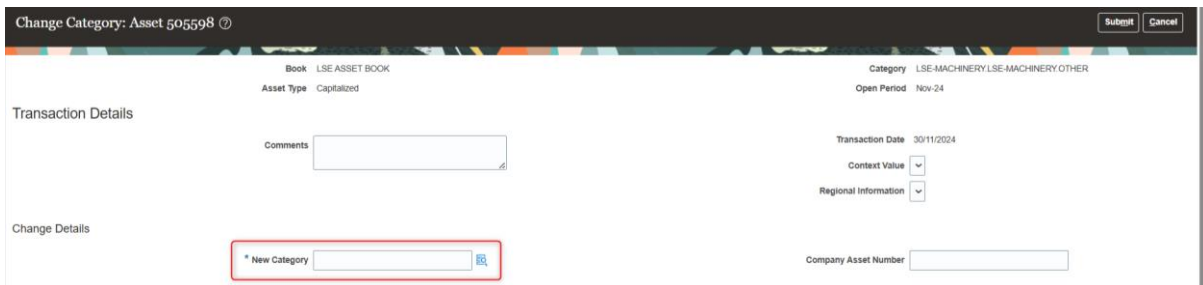 Change Category: Asset 505598
Submit Cancel
Book LSE ASSET BOOK
Category LSE-MACHINERY.LSE-MACHINERY.OTHER
Asset Type Capitalized
Open Period Nov-24
Transaction Details
Comments
Transaction Date 30/11/2024
Context Value
Regional Information
Change Details
* New Category
Company Asset Number